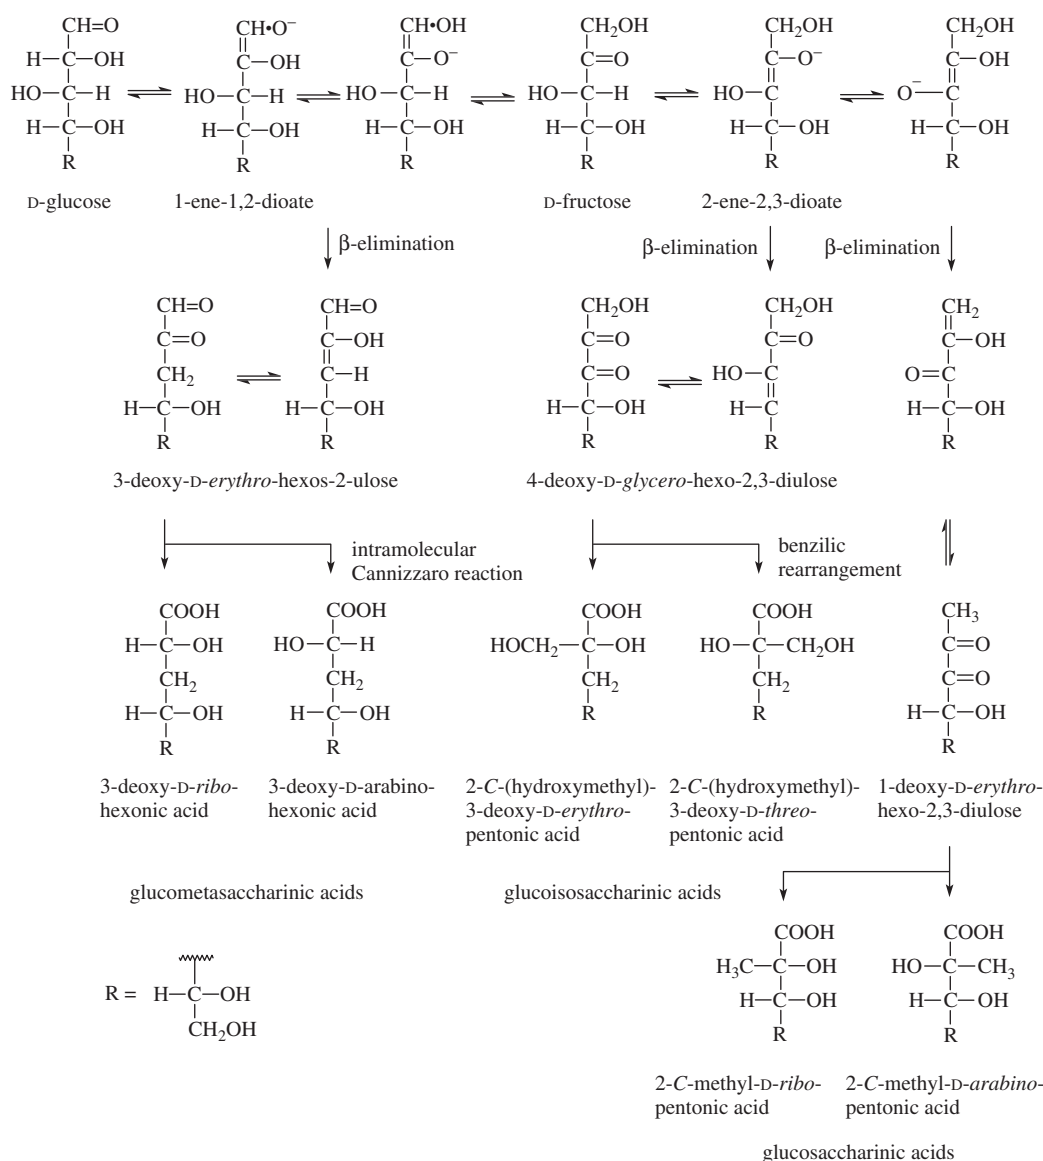 CH=O
H—C—OH
HO—C—H
H—C—OH
R
D-glucose
CH•O⁻
C—OH
HO—C—H
H—C—OH
R
1-ene-1,2-dioate
CH•OH
C—O⁻
HO—C—H
H—C—OH
R
CH₂OH
C=O
HO—C—H
H—C—OH
R
D-fructose
CH₂OH
C—O⁻
HO—C
H—C—OH
R
2-ene-2,3-dioate
CH₂OH
C—OH
⁻O—C
H—C—OH
R
β-elimination
β-elimination
β-elimination
CH=O
C=O
CH₂
H—C—OH
R
CH=O
C—OH
C—H
H—C—OH
R
3-deoxy-D-erythro-hexos-2-ulose
CH₂OH
C=O
C=O
H—C—OH
R
CH₂OH
C=O
HO—C
H—C
R
4-deoxy-D-glycero-hexo-2,3-diulose
CH₂
C—OH
O=C
H—C—OH
R
intramolecular
Cannizzaro reaction
benzilic
rearrangement
COOH
H—C—OH
CH₂
H—C—OH
R
3-deoxy-D-ribo-
hexonic acid
COOH
HO—C—H
CH₂
H—C—OH
R
3-deoxy-D-arabino-
hexonic acid
COOH
HOCH₂—C—OH
CH₂
R
2-C-(hydroxymethyl)-
3-deoxy-D-erythro-
pentonic acid
COOH
HO—C—CH₂OH
CH₂
R
2-C-(hydroxymethyl)-
3-deoxy-D-threo-
pentonic acid
CH₃
C=O
C=O
H—C—OH
R
1-deoxy-D-erythro-
hexo-2,3-diulose
glucometasaccharinic acids
glucoisosaccharinic acids
R = H—C—OH
CH₂OH
COOH
H₃C—C—OH
H—C—OH
R
2-C-methyl-D-ribo-
pentonic acid
COOH
HO—C—CH₃
H—C—OH
R
2-C-methyl-D-arabino-
pentonic acid
glucosaccharinic acids